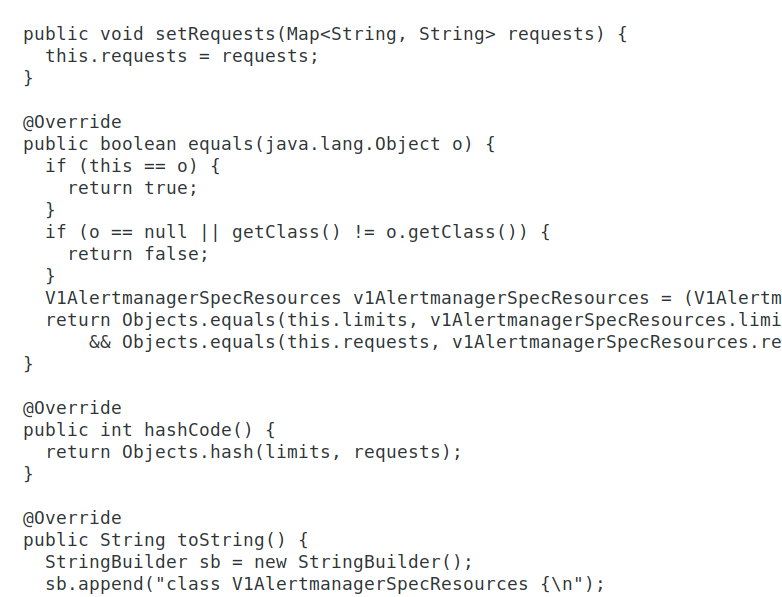 public void setRequests(Map<String, String> requests) {
  this.requests = requests;
}

@Override
public boolean equals(java.lang.Object o) {
  if (this == o) {
    return true;
  }
  if (o == null || getClass() != o.getClass()) {
    return false;
  }
  V1AlertmanagerSpecResources v1AlertmanagerSpecResources = (V1Alertm
  return Objects.equals(this.limits, v1AlertmanagerSpecResources.limi
      && Objects.equals(this.requests, v1AlertmanagerSpecResources.re
}

@Override
public int hashCode() {
  return Objects.hash(limits, requests);
}

@Override
public String toString() {
  StringBuilder sb = new StringBuilder();
  sb.append("class V1AlertmanagerSpecResources {\n");